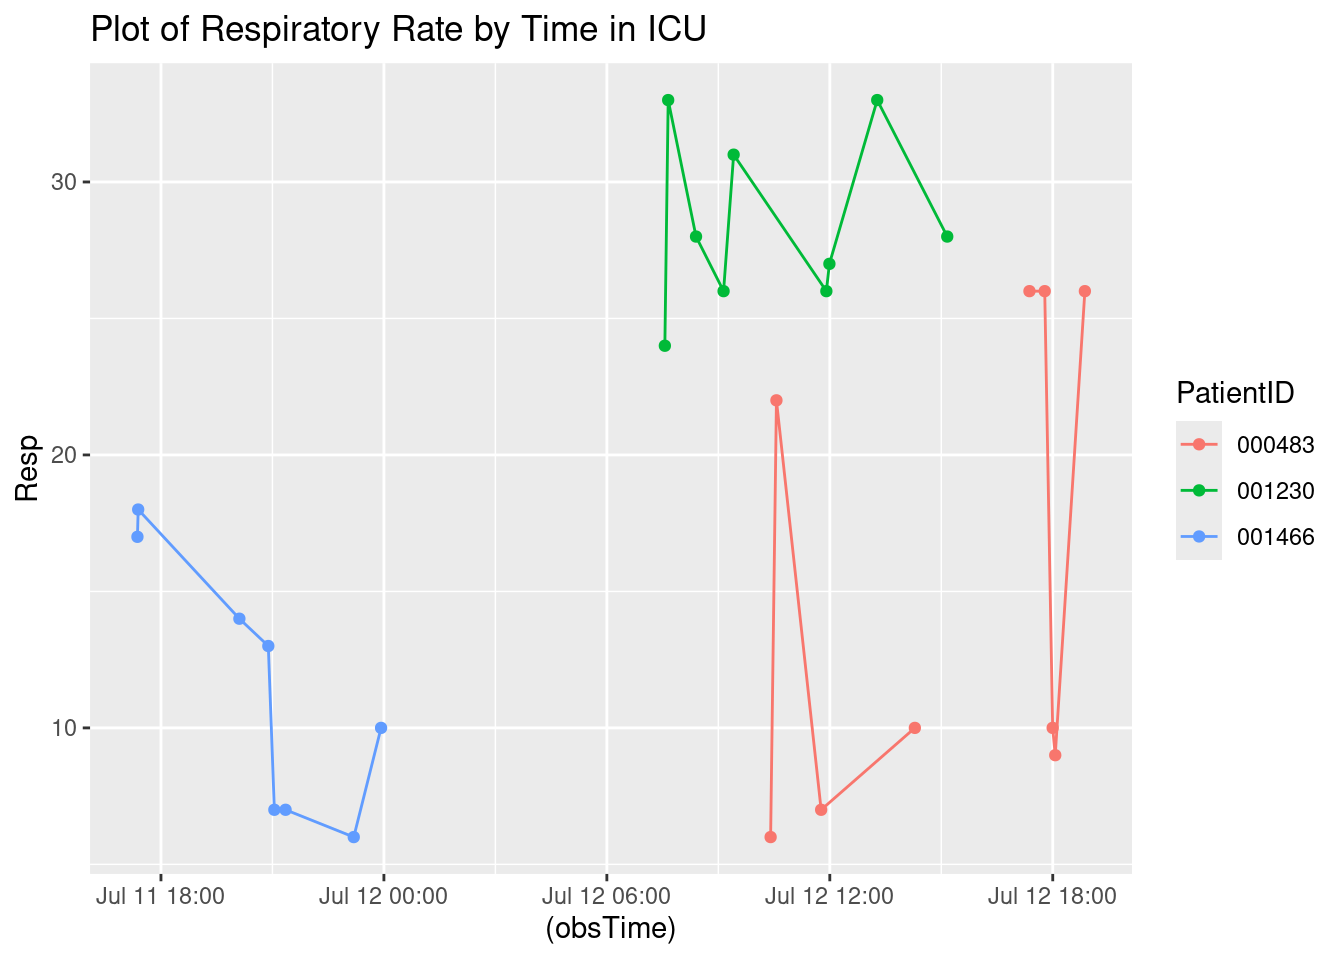 Plot of Respiratory Rate by Time in ICU
Resp
30
20
10
Jul 11 18:00
Jul 12 00:00
Jul 12 06:00
Jul 12 12:00
Jul 12 18:00
(obsTime)
PatientID
000483
001230
001466